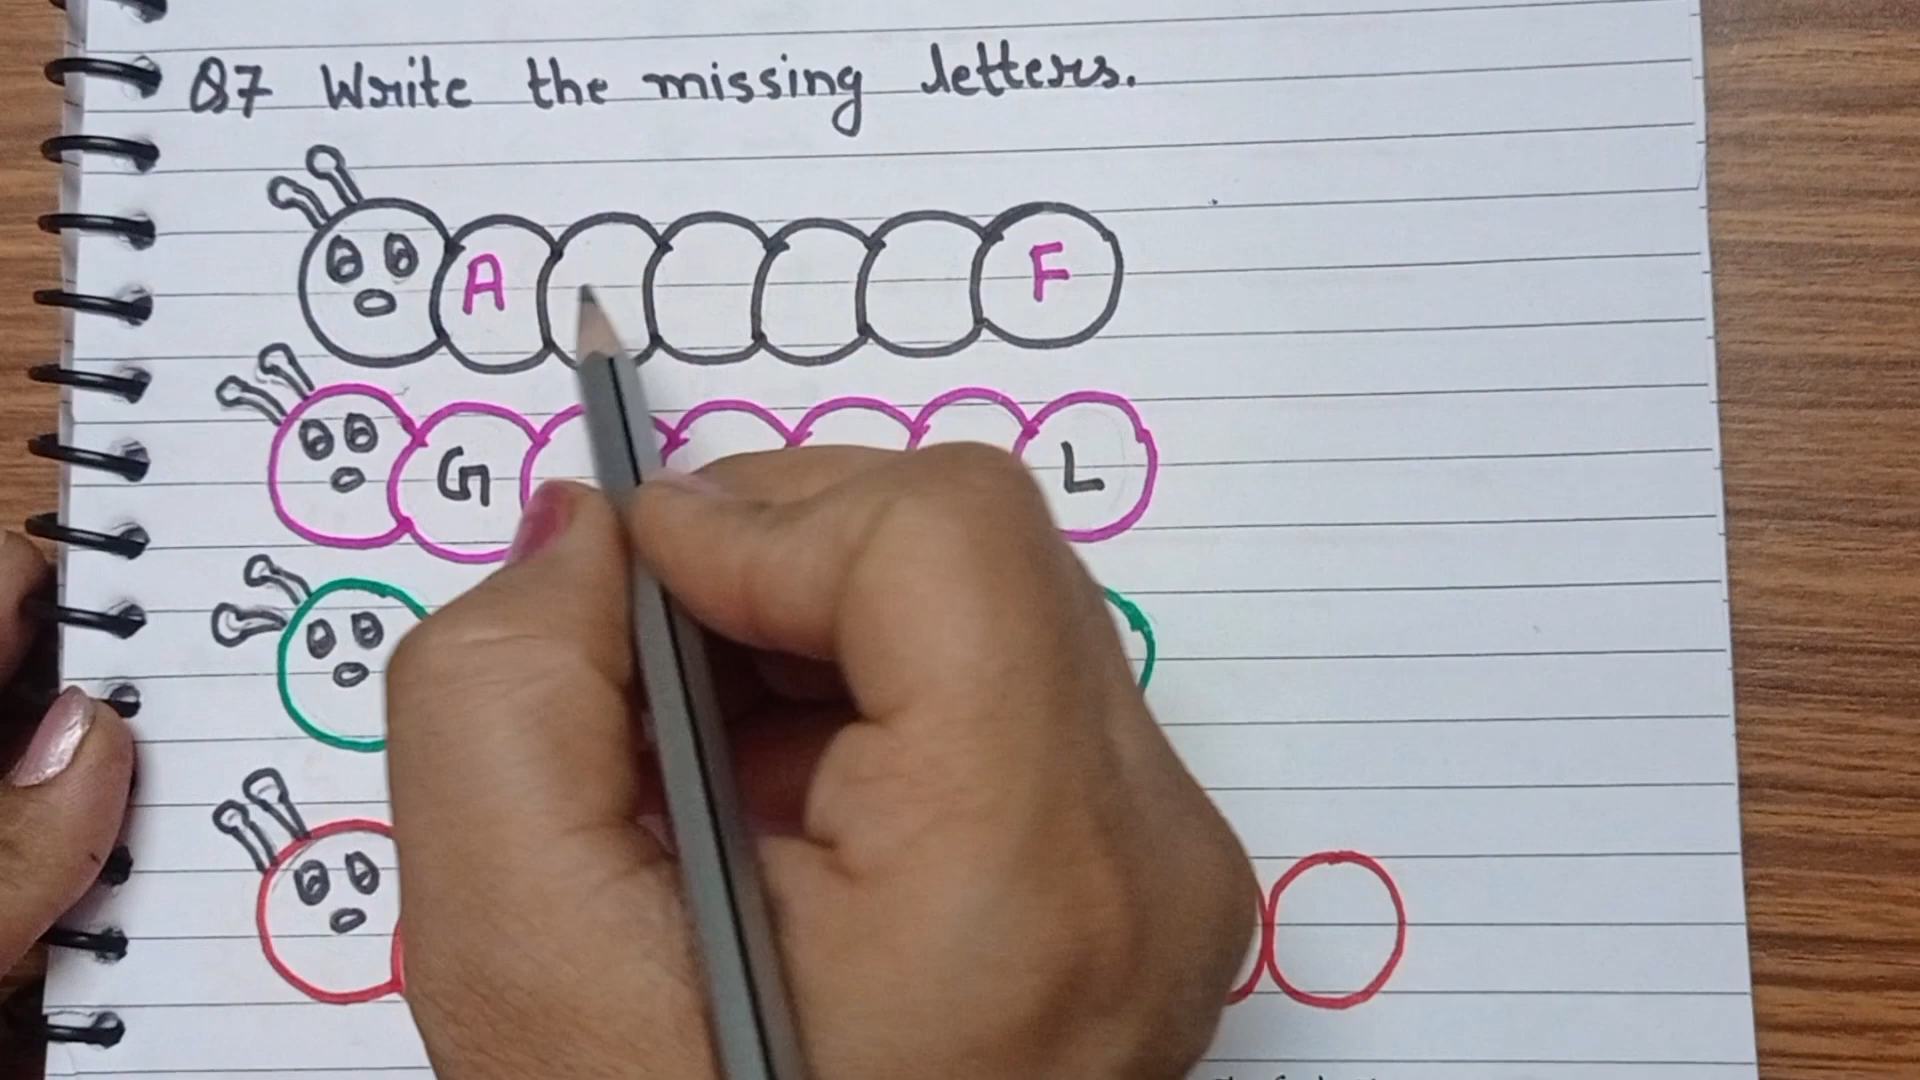 Q7 Write the missing letters.
A F
G L